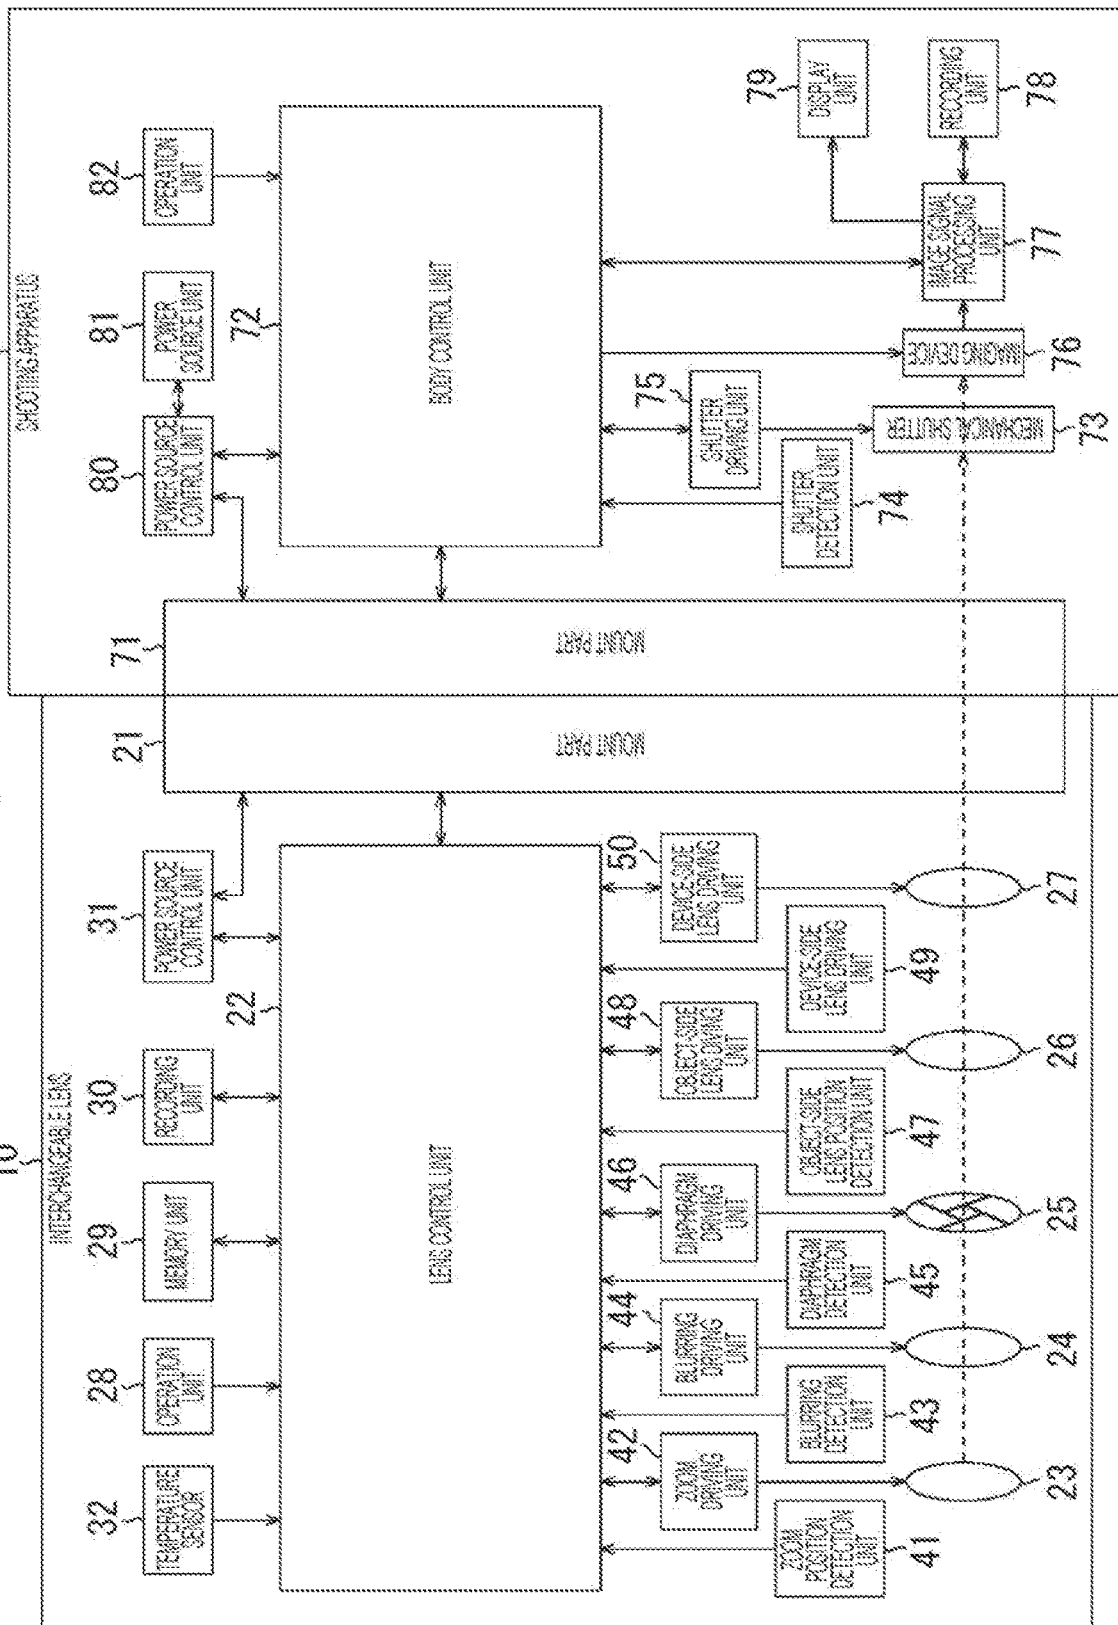 10
INTERCHANGEABLE LENS
32
TEMPERATURE
SENSOR
28
OPERATION
UNIT
29
MEMORY UNIT
30
RECORDING
UNIT
31
POWER SOURCE
CONTROL UNIT
22
LENS CONTROL UNIT
41
ZOOM
POSITION
DETECTION
UNIT
42
ZOOM
DRIVING
UNIT
23
43
BLURRING
DETECTION
UNIT
44
BLURRING
DRIVING
UNIT
24
45
DIAPHRAGM
DETECTION
UNIT
46
DIAPHRAGM
DRIVING
UNIT
25
47
OBJECT-SIDE
LENS POSITION
DETECTION UNIT
48
OBJECT-SIDE
LENS DIVING
UNIT
26
49
DEVICE-SIDE
LENS DRIVING
UNIT
50
DEVICE-SIDE
LENS DRIVING
UNIT
27
21
MOUNT PART
71
MOUNT PART
SHOOTING APPARATUS
80
POWER SOURCE
CONTROL UNIT
81
POWER
SOURCE UNIT
82
OPERATION
UNIT
72
BODY CONTROL UNIT
74
SHUTTER
DETECTION UNIT
75
SHUTTER
DRIVING UNIT
73
MECHANICAL SHUTTER
76
IMAGING DEVICE
77
IMAGE SIGNAL
PROCESSING
UNIT
79
DISPLAY
UNIT
78
RECORDING
UNIT